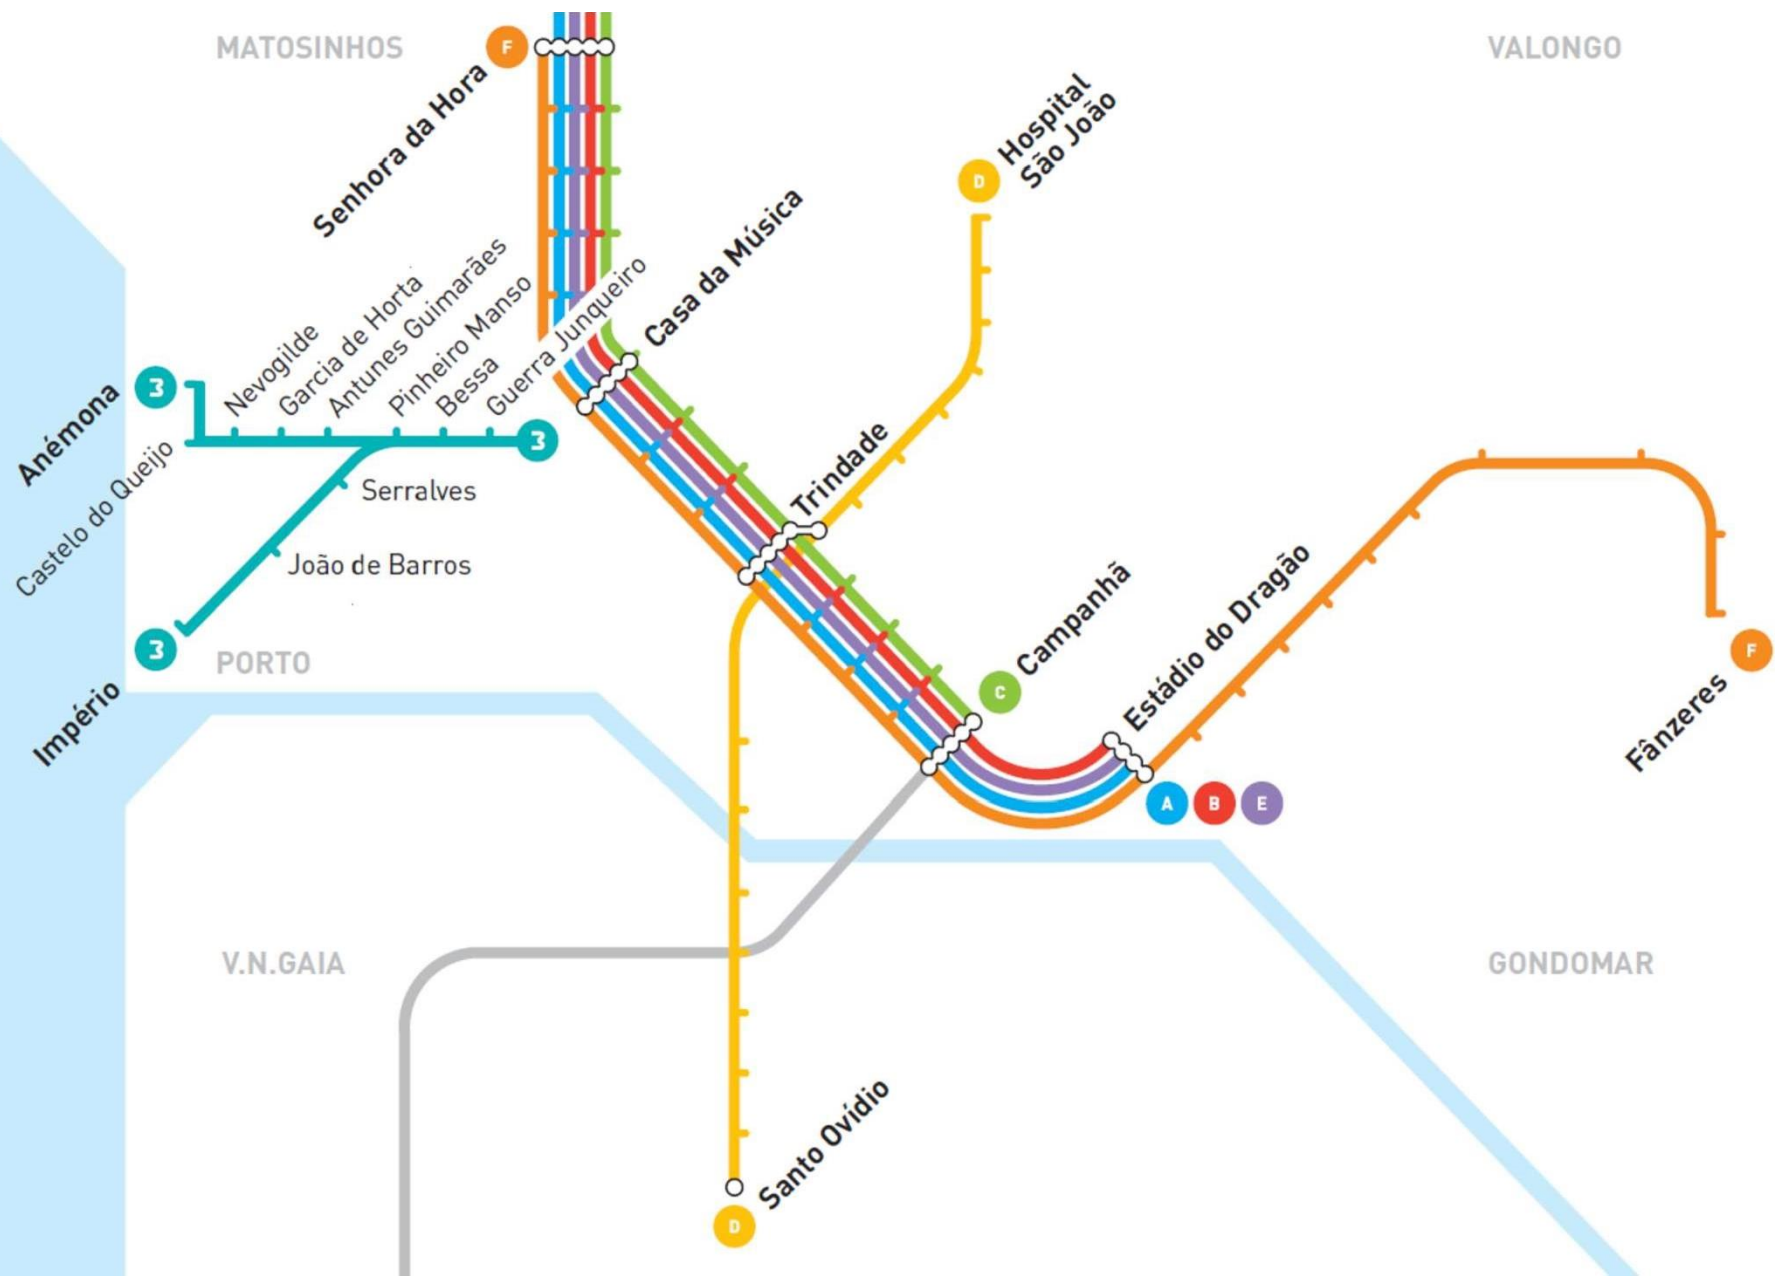 MATOSINHOS
F
VALONGO
Senhora da Hora
Hospital
São João
D
Casa da Música
Nevogilde
Garcia de Horta
Antunes Guimarães
Pinheiro Manso
Bessa
Guerra Junqueiro
Anémona
3
3
Castelo do Queijo
Serralves
João de Barros
Trindade
3
Império
PORTO
C
Campanhã
Estádio do Dragão
A
B
E
F
Fânzeres
V.N.GAIA
GONDOMAR
Santo Ovídio
D